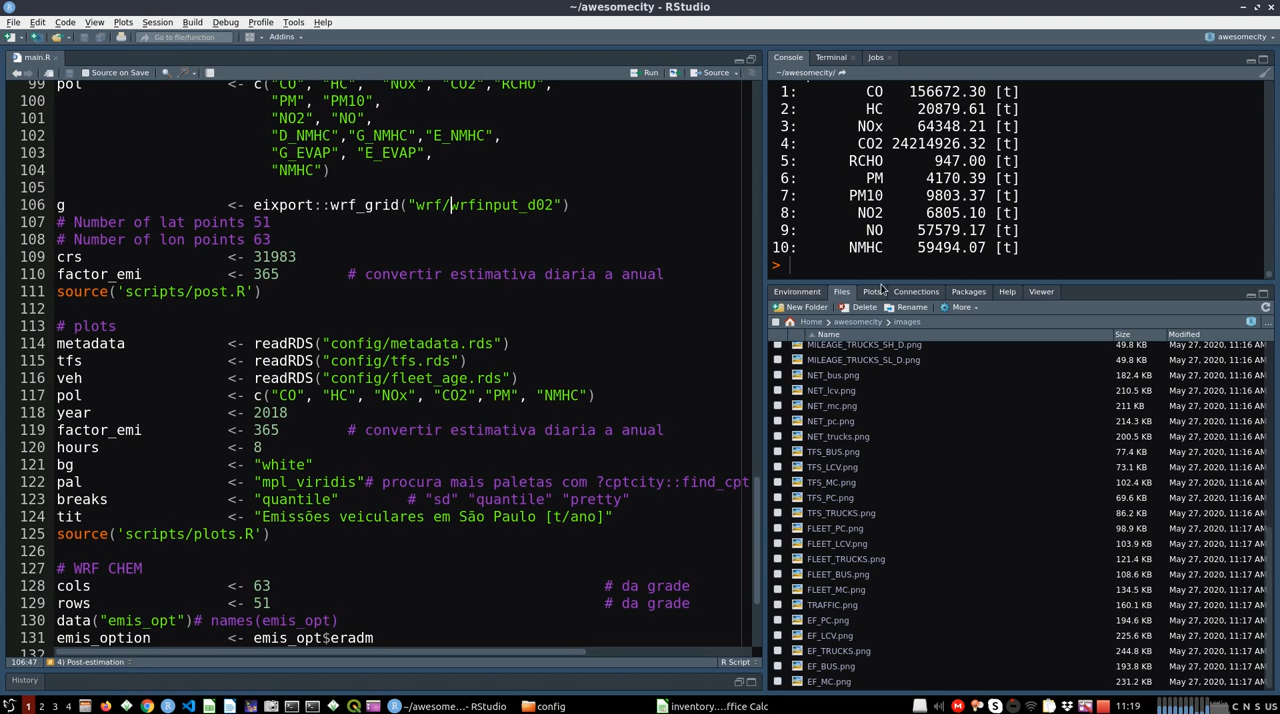 ~/awesomecity - RStudio
File Edit Code View Plots Session Build Debug Profile Tools Help
Go to file/function Addins awesomecity
main.R
Source on Save Run Source
99 pol <- c("CO", "HC", "NOx", "CO2","RCHO",
100 "PM", "PM10",
101 "NO2", "NO",
102 "D_NMHC","G_NMHC","E_NMHC",
103 "G_EVAP", "E_EVAP",
104 "NMHC")
105
106 g <- eixport::wrf_grid("wrf/wrfinput_d02")
107 # Number of lat points 51
108 # Number of lon points 63
109 crs <- 31983
110 factor_emi <- 365 # convertir estimativa diaria a anual
111 source('scripts/post.R')
112
113 # plots
114 metadata <- readRDS("config/metadata.rds")
115 tfs <- readRDS("config/tfs.rds")
116 veh <- readRDS("config/fleet_age.rds")
117 pol <- c("CO", "HC", "NOx", "CO2","PM", "NMHC")
118 year <- 2018
119 factor_emi <- 365 # convertir estimativa diaria a anual
120 hours <- 8
121 bg <- "white"
122 pal <- "mpl_viridis"# procura mais paletas com ?cptcity::find_cpt
123 breaks <- "quantile" # "sd" "quantile" "pretty"
124 tit <- "Emissões veiculares em São Paulo [t/ano]"
125 source('scripts/plots.R')
126
127 # WRF CHEM
128 cols <- 63 # da grade
129 rows <- 51 # da grade
130 data("emis_opt")# names(emis_opt)
131 emis_option <- emis_opt$eradm
132
106:47 4) Post-estimation R Script
History
Console Terminal Jobs
~/awesomecity/
1: CO 156672.30 [t]
2: HC 20879.61 [t]
3: NOx 64348.21 [t]
4: CO2 24214926.32 [t]
5: RCHO 947.00 [t]
6: PM 4170.39 [t]
7: PM10 9803.37 [t]
8: NO2 6805.10 [t]
9: NO 57579.17 [t]
10: NMHC 59494.07 [t]
>
Environment Files Plots Connections Packages Help Viewer
New Folder Delete Rename More
Home awesomecity images
Name Size Modified
MILEAGE_TRUCKS_SH_D.png 49.8 KB May 27, 2020, 11:16 AM
MILEAGE_TRUCKS_SL_D.png 49.8 KB May 27, 2020, 11:16 AM
NET_bus.png 182.4 KB May 27, 2020, 11:16 AM
NET_lcv.png 210.5 KB May 27, 2020, 11:16 AM
NET_mc.png 211 KB May 27, 2020, 11:16 AM
NET_pc.png 214.3 KB May 27, 2020, 11:16 AM
NET_trucks.png 200.5 KB May 27, 2020, 11:16 AM
TFS_BUS.png 77.4 KB May 27, 2020, 11:16 AM
TFS_LCV.png 73.1 KB May 27, 2020, 11:16 AM
TFS_MC.png 102.4 KB May 27, 2020, 11:16 AM
TFS_PC.png 69.6 KB May 27, 2020, 11:16 AM
TFS_TRUCKS.png 86.2 KB May 27, 2020, 11:16 AM
FLEET_PC.png 98.9 KB May 27, 2020, 11:17 AM
FLEET_LCV.png 103.9 KB May 27, 2020, 11:17 AM
FLEET_TRUCKS.png 121.4 KB May 27, 2020, 11:17 AM
FLEET_BUS.png 108.6 KB May 27, 2020, 11:17 AM
FLEET_MC.png 134.5 KB May 27, 2020, 11:17 AM
TRAFFIC.png 160.1 KB May 27, 2020, 11:17 AM
EF_PC.png 194.6 KB May 27, 2020, 11:17 AM
EF_LCV.png 225.6 KB May 27, 2020, 11:17 AM
EF_TRUCKS.png 244.8 KB May 27, 2020, 11:17 AM
EF_BUS.png 193.8 KB May 27, 2020, 11:17 AM
EF_MC.png 231.2 KB May 27, 2020, 11:17 AM
1 2 3 4 ~/awesome...- RStudio config inventory....ffice Calc 11:19 C N S US